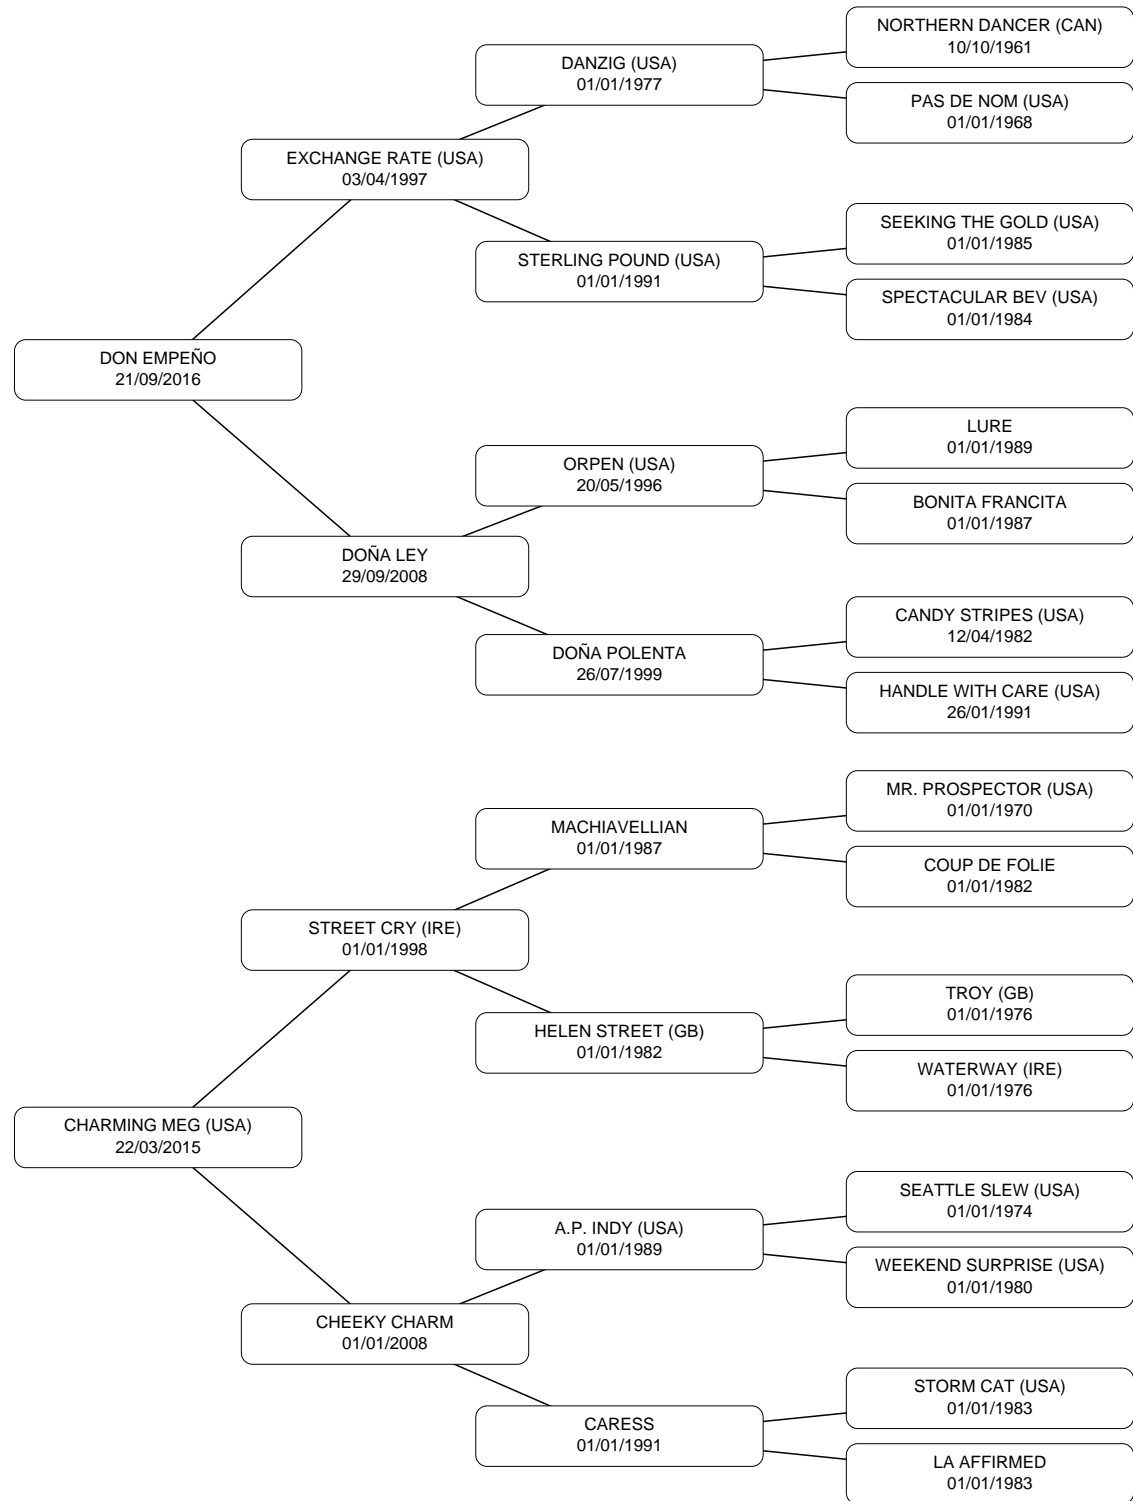 NORTHERN DANCER (CAN)
10/10/1961
DANZIG (USA)
01/01/1977
PAS DE NOM (USA)
01/01/1968
EXCHANGE RATE (USA)
03/04/1997
SEEKING THE GOLD (USA)
01/01/1985
STERLING POUND (USA)
01/01/1991
SPECTACULAR BEV (USA)
01/01/1984
DON EMPEÑO
21/09/2016
LURE
01/01/1989
ORPEN (USA)
20/05/1996
BONITA FRANCITA
01/01/1987
DOÑA LEY
29/09/2008
CANDY STRIPES (USA)
12/04/1982
DOÑA POLENTA
26/07/1999
HANDLE WITH CARE (USA)
26/01/1991
MR. PROSPECTOR (USA)
01/01/1970
MACHIAVELLIAN
01/01/1987
COUP DE FOLIE
01/01/1982
STREET CRY (IRE)
01/01/1998
TROY (GB)
01/01/1976
HELEN STREET (GB)
01/01/1982
WATERWAY (IRE)
01/01/1976
CHARMING MEG (USA)
22/03/2015
SEATTLE SLEW (USA)
01/01/1974
A.P. INDY (USA)
01/01/1989
WEEKEND SURPRISE (USA)
01/01/1980
CHEEKY CHARM
01/01/2008
STORM CAT (USA)
01/01/1983
CARESS
01/01/1991
LA AFFIRMED
01/01/1983